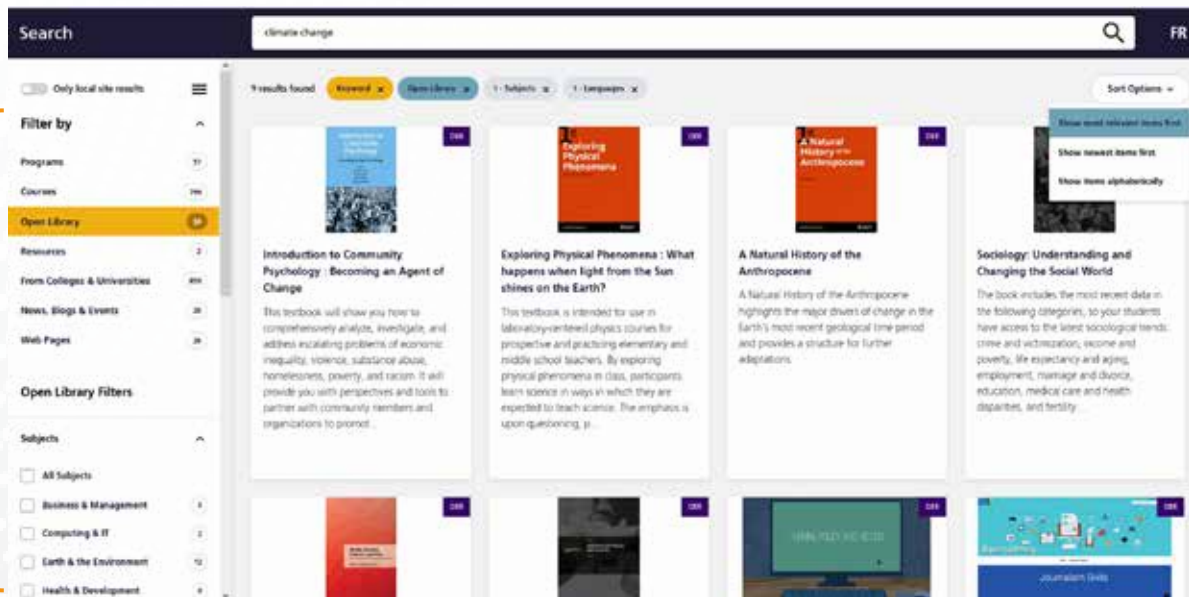 Search
climate change
FR
Only local site results
9 results found
Keyword x
Open Library x
1 - Subjects x
1 - Languages x
Sort Options
Show most relevant items first
Show newest items first
Show items alphabetically
Filter by
Programs
Courses
Open Library
Resources
2
From Colleges & Universities
News, Blogs & Events
Web Pages
Open Library Filters
Subjects
All Subjects
Business & Management
Computing & IT
2
Earth & the Environment
12
Health & Development
Exploring
Physical
Phenomena
A Natural
History of the
Anthropocene
Introduction to Community
Psychology : Becoming an Agent of
Change
This textbook will show you how to
comprehensively analyze, investigate, and
address escalating problems of economic
inequality, violence, substance abuse,
homelessness, poverty, and racism. It will
provide you with perspectives and tools to
partner with community members and
organizations to promot...
Exploring Physical Phenomena : What
happens when light from the Sun
shines on the Earth?
This textbook is intended for use in
laboratory-centered physics courses for
prospective and practicing elementary and
middle school teachers. By exploring
physical phenomena in class, participants
learn science in ways in which they are
expected to teach science. The emphasis is
upon questioning, p...
A Natural History of the
Anthropocene
A Natural History of the Anthropocene
highlights the major drivers of change in the
Earth's most recent geological time period
and provides a structure for further
adaptations.
Sociology: Understanding and
Changing the Social World
The book includes the most recent data in
the following categories, so your students
have access to the latest sociological trends:
crime and victimization, income and
poverty, life expectancy and aging,
employment, marriage and divorce,
education, medical care and health
disparities, and fertility...